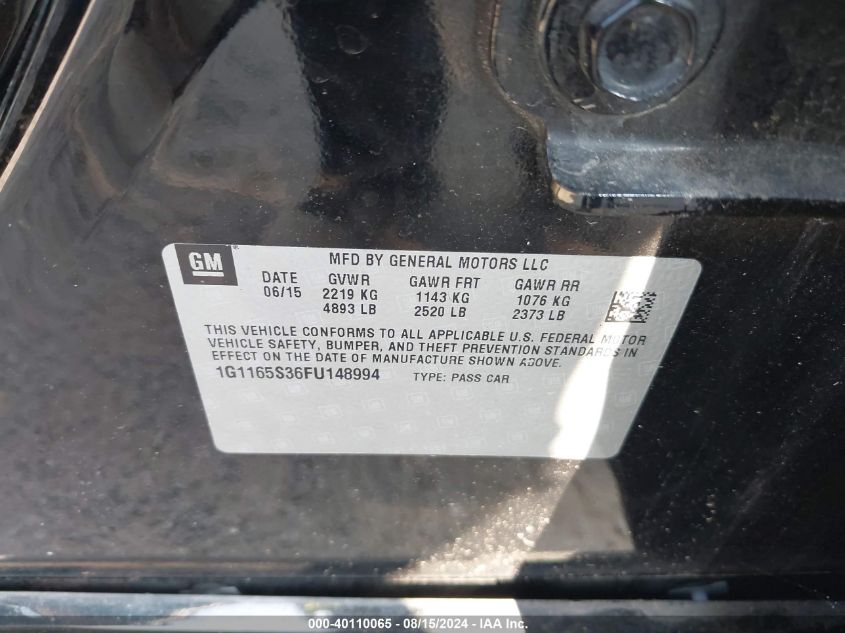 GM®
MFD BY GENERAL MOTORS LLC
DATE GVWR GAWR FRT GAWR RR
06/15 2219 KG 1143 KG 1076 KG
4893 LB 2520 LB 2373 LB
THIS VEHICLE CONFORMS TO ALL APPLICABLE U.S. FEDERAL MOTOR
VEHICLE SAFETY, BUMPER, AND THEFT PREVENTION STANDARDS IN
EFFECT ON THE DATE OF MANUFACTURE SHOWN ABOVE.
1G1165S36FU148994 TYPE: PASS CAR
000-40110065 - 08/15/2024 - IAA Inc.